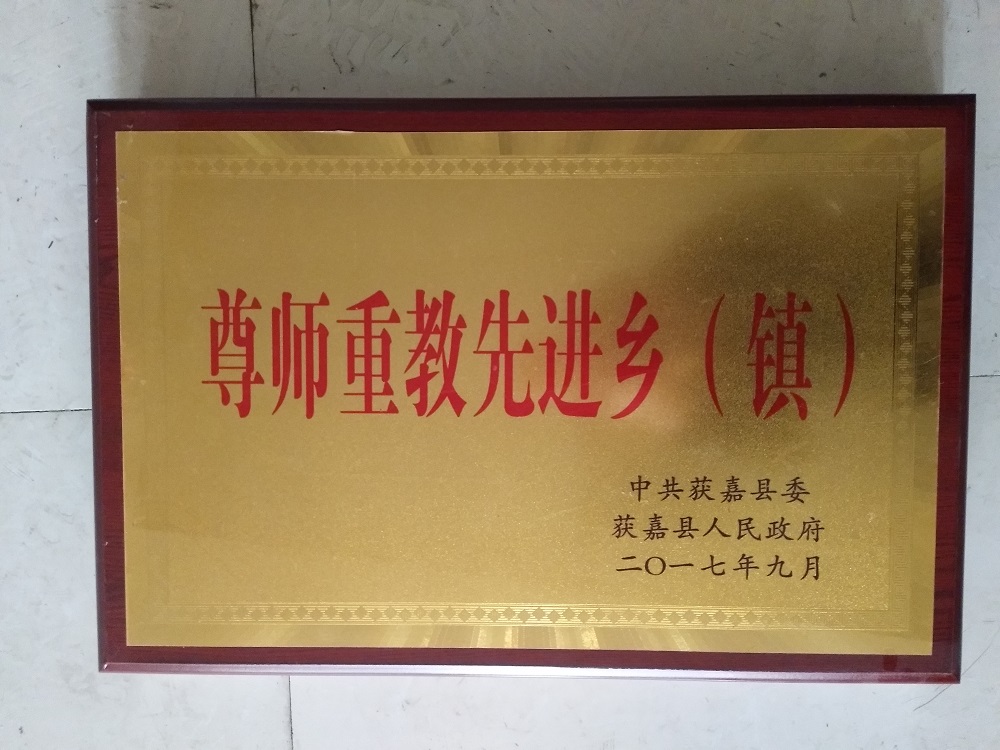 尊师重教先进乡（镇）
中共获嘉县委
获嘉县人民政府
二〇一七年九月